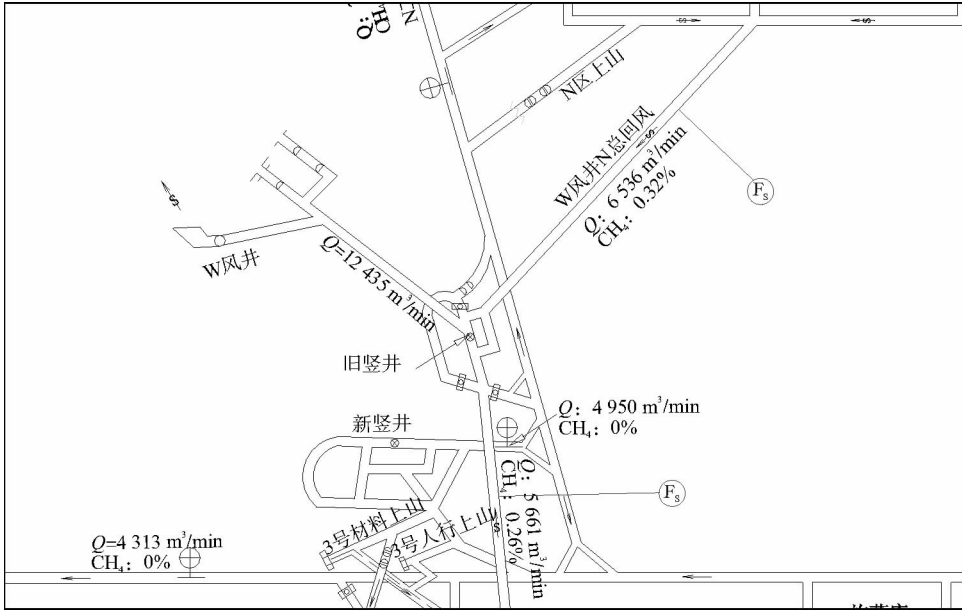 Q:
CH
N
N区上山
W风井N总回风
Q: 6 536 m³/min
CH₄: 0.32%
Fs
W风井
Q=12 435 m³/min
旧竖井
新竖井
Q: 4 950 m³/min
CH₄: 0%
Q: 5 661 m³/min
CH₄: 0.26%
Fs
3号材料上山
3号人行上山
Q=4 313 m³/min
CH₄: 0%